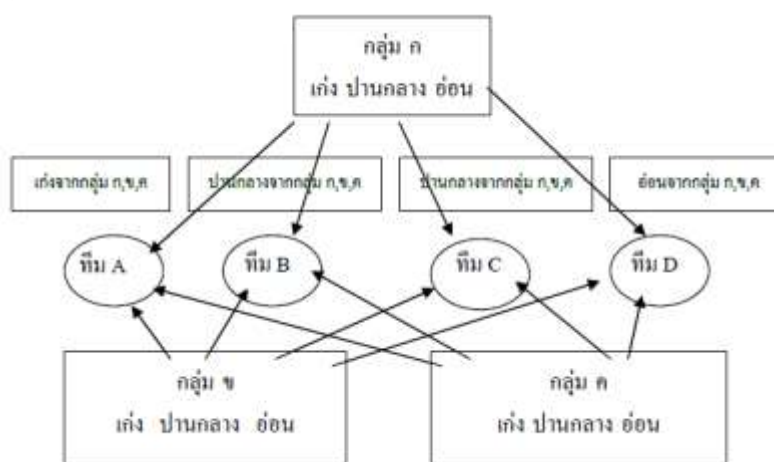 กลุ่ม ก
เก่ง ปานกลาง อ่อน
เก่งจากกลุ่ม ก,ข,ค
ปานกลางจากกลุ่ม ก,ข,ค
ปานกลางจากกลุ่ม ก,ข,ค
อ่อนจากกลุ่ม ก,ข,ค
ทีม A
ทีม B
ทีม C
ทีม D
กลุ่ม ข
เก่ง ปานกลาง อ่อน
กลุ่ม ค
เก่ง ปานกลาง อ่อน